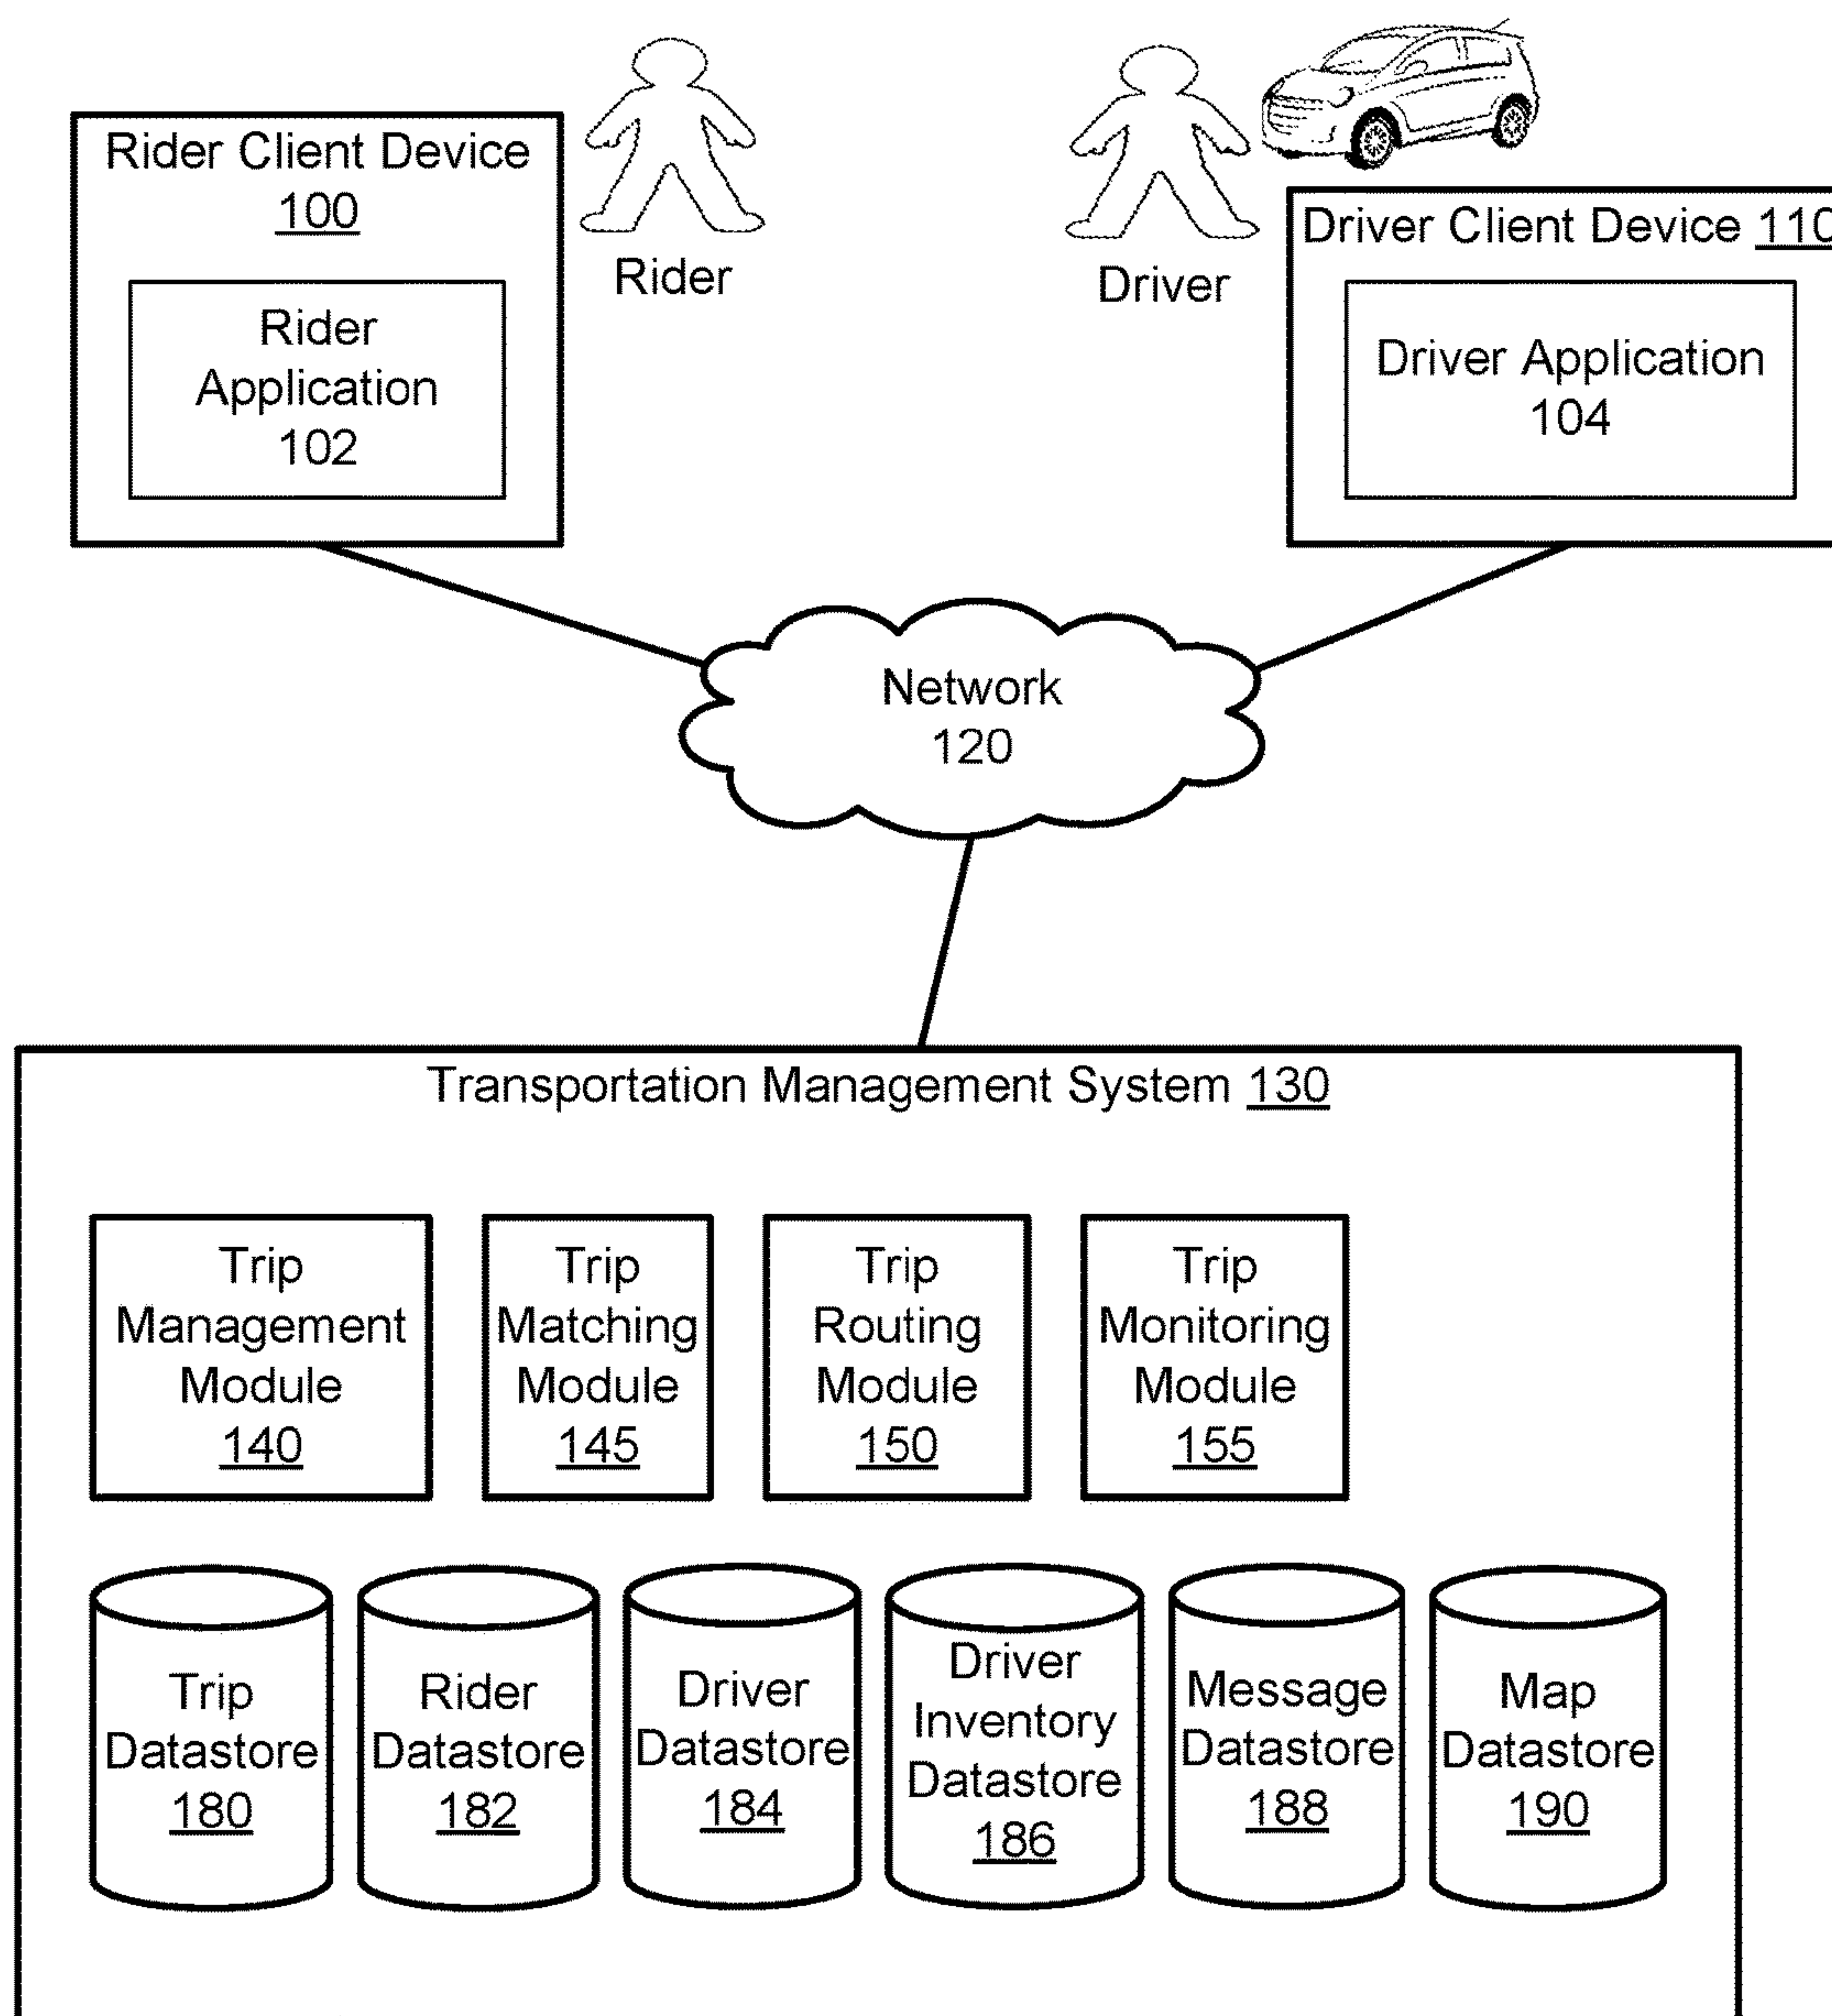 Rider Client Device
100
Rider
Application
102
Rider
Driver
Driver Client Device 110
Driver Application
104
Network
120
Transportation Management System 130
Trip
Management
Module
140
Trip
Matching
Module
145
Trip
Routing
Module
150
Trip
Monitoring
Module
155
Trip
Datastore
180
Rider
Datastore
182
Driver
Datastore
184
Driver
Inventory
Datastore
186
Message
Datastore
188
Map
Datastore
190